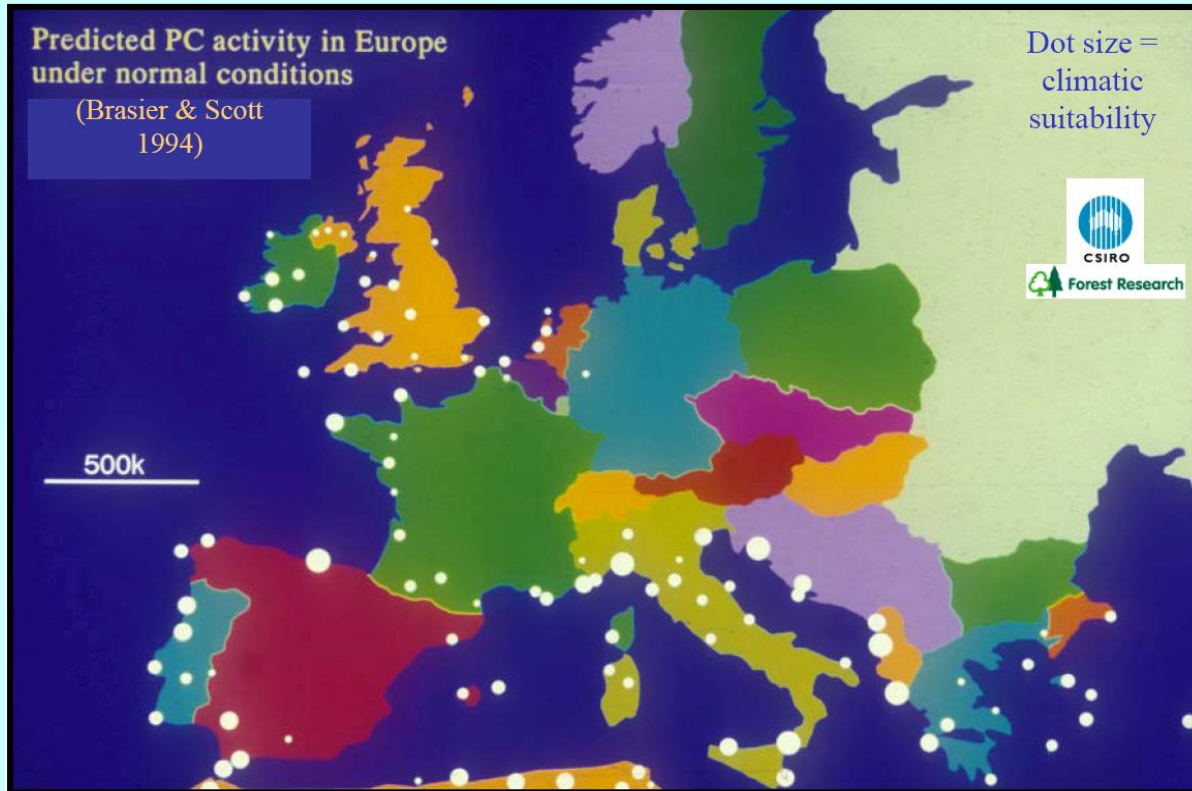 Predicted PC activity in Europe
under normal conditions
(Brasier & Scott
1994)
Dot size =
climatic
suitability
CSIRO
Forest Research
500k